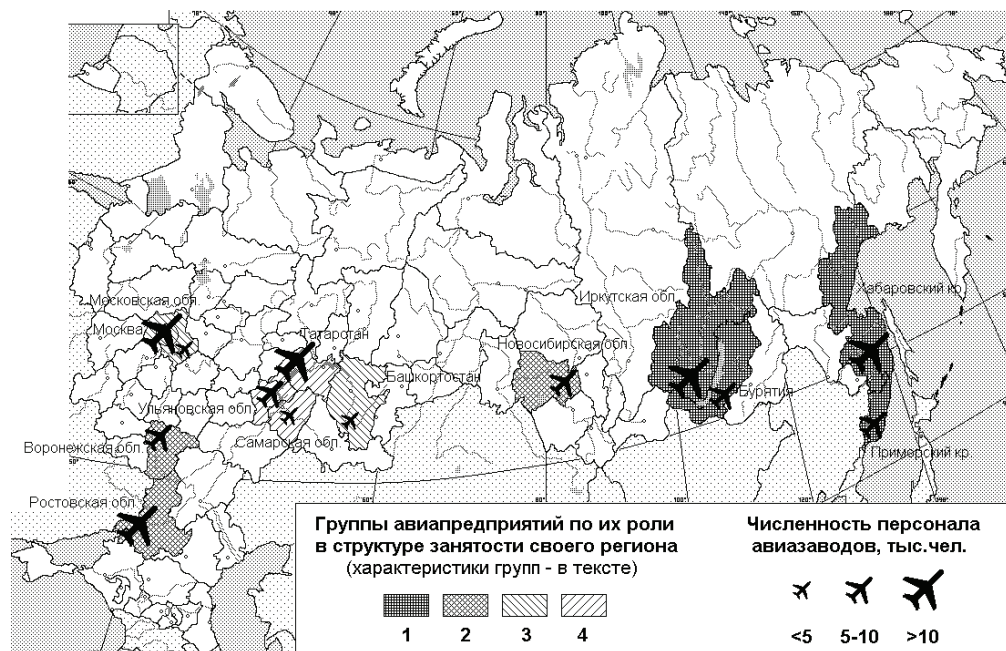 Московская обл.
Москва
Татаротан
Башкортостан
Ульяновская обл.
Самарская обл.
Воронежская обл.
Ростовская обл.
Новосибирская обл.
Иркутская обл.
Бурятия
Хабаровский кр.
Приморский кр.
Группы авиапредприятий по их роли
в структуре занятости своего региона
(характеристики групп - в тексте)
1 2 3 4
Численность персонала
авиазаводов, тыс.чел.
<5 5-10 >10